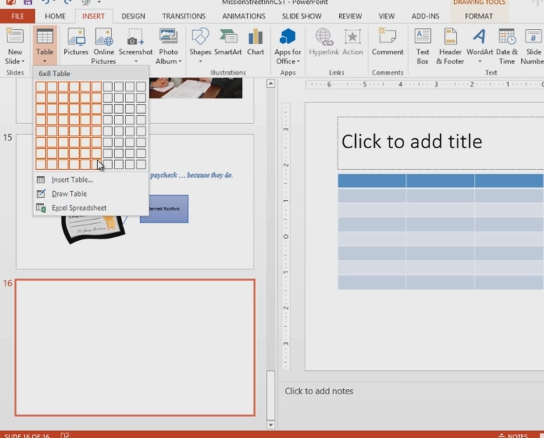 MissionStreetInnCST - PowerPoint
DRAWING TOOLS
FILE HOME INSERT DESIGN TRANSITIONS ANIMATIONS SLIDE SHOW REVIEW VIEW ADD-INS FORMAT
New Slide
Table
Pictures
Online Pictures
Screenshot
Photo Album
Shapes
SmartArt
Chart
Apps for Office
Hyperlink
Action
Comment
Text Box
Header & Footer
WordArt
Date & Time
Slide
Slides
Illustrations
Apps
Links
Comments
Text
6x8 Table
Insert Table...
Draw Table
Excel Spreadsheet
15
paycheck ... because they do.
16
Click to add title
Click to add notes
SLIDE 16 OF 16
NOTES